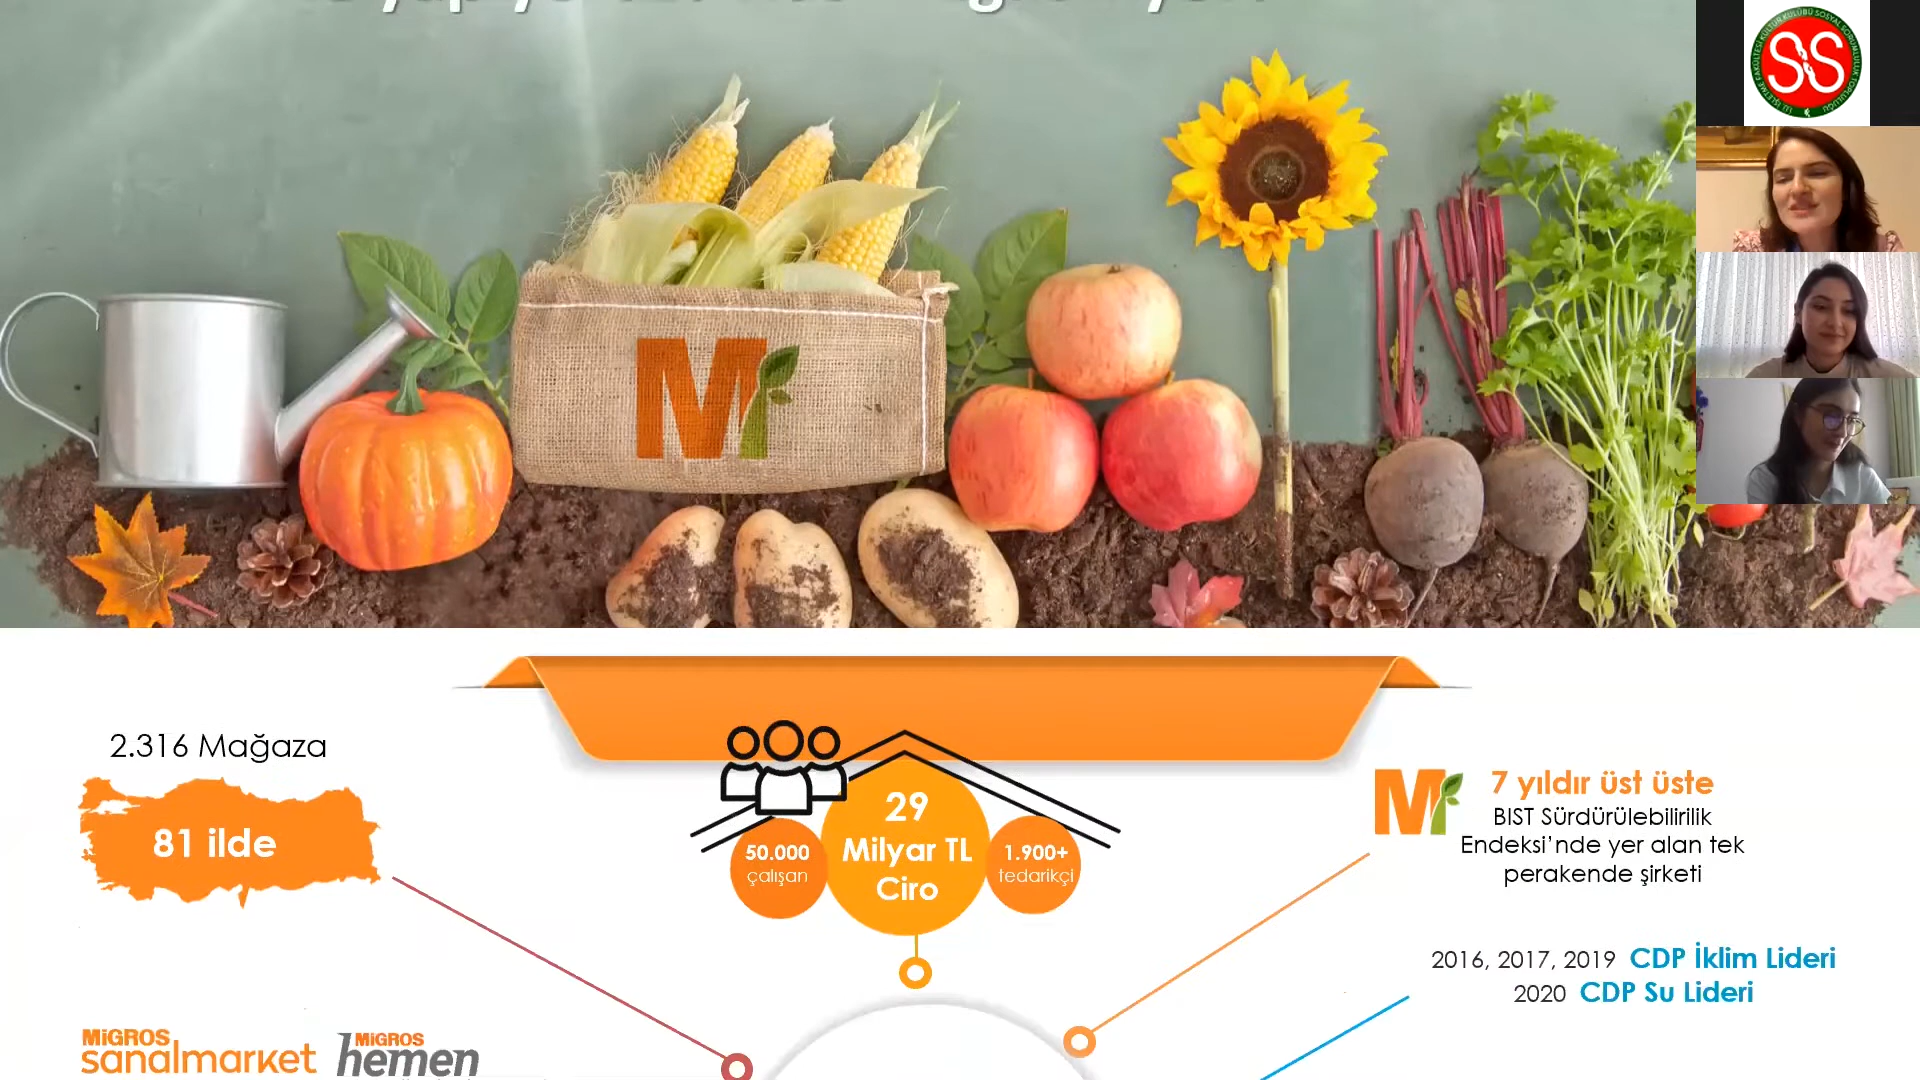 SS
M
2.316 Mağaza
81 ilde
29
Milyar TL
Ciro
50.000
çalışan
1.900+
tedarikçi
M
7 yıldır üst üste
BIST Sürdürülebilirilik
Endeksi'nde yer alan tek
perakende şirketi
2016, 2017, 2019 CDP İklim Lideri
2020 CDP Su Lideri
MiGROS
sanalmarket
MiGROS
hemen